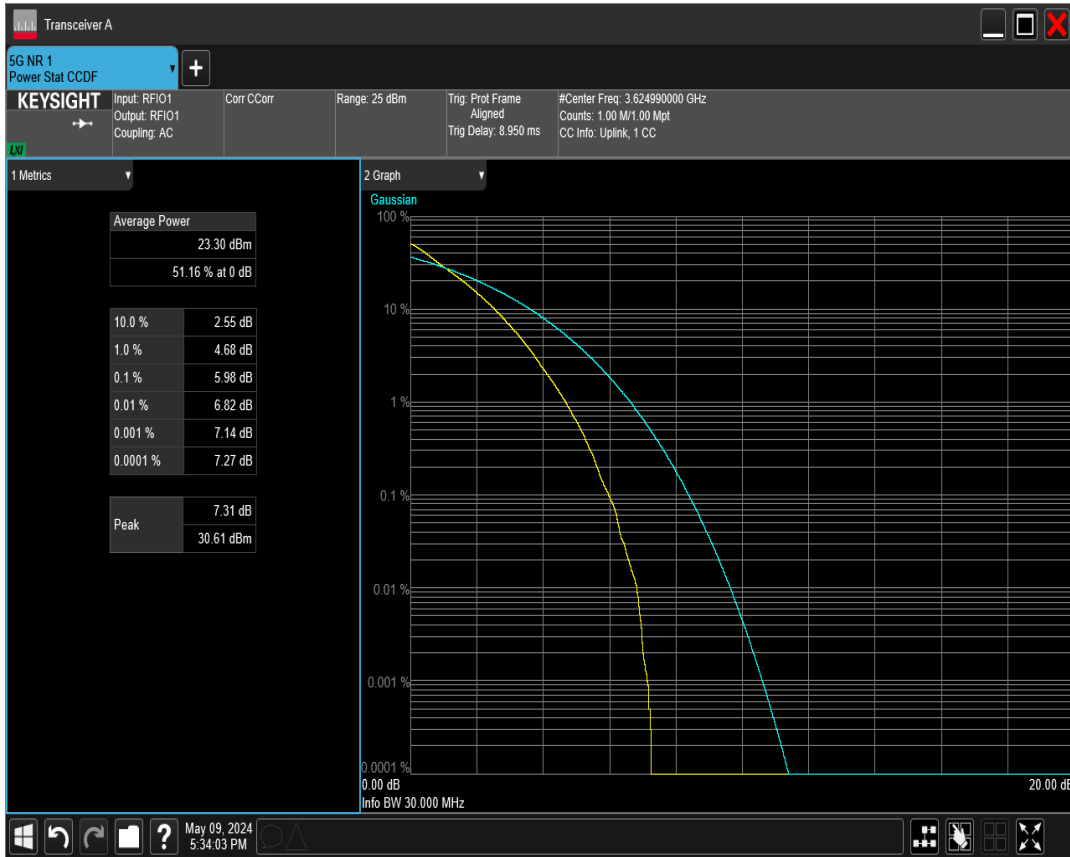 Transceiver A
5G NR 1
Power Stat CCDF
+
KEYSIGHT
LXI
Input: RFIO1
Output: RFIO1
Coupling: AC
Corr CCorr
Range: 25 dBm
Trig: Prot Frame
Aligned
Trig Delay: 8.950 ms
#Center Freq: 3.624990000 GHz
Counts: 1.00 M/1.00 Mpt
CC Info: Uplink, 1 CC
1 Metrics
Average Power
23.30 dBm
51.16 % at 0 dB
10.0 % 2.55 dB
1.0 % 4.68 dB
0.1 % 5.98 dB
0.01 % 6.82 dB
0.001 % 7.14 dB
0.0001 % 7.27 dB
Peak
7.31 dB
30.61 dBm
2 Graph
Gaussian
100 %
10 %
1 %
0.1 %
0.01 %
0.001 %
0.0001 %
0.00 dB 20.00 dB
Info BW 30.000 MHz
?
May 09, 2024
5:34:03 PM